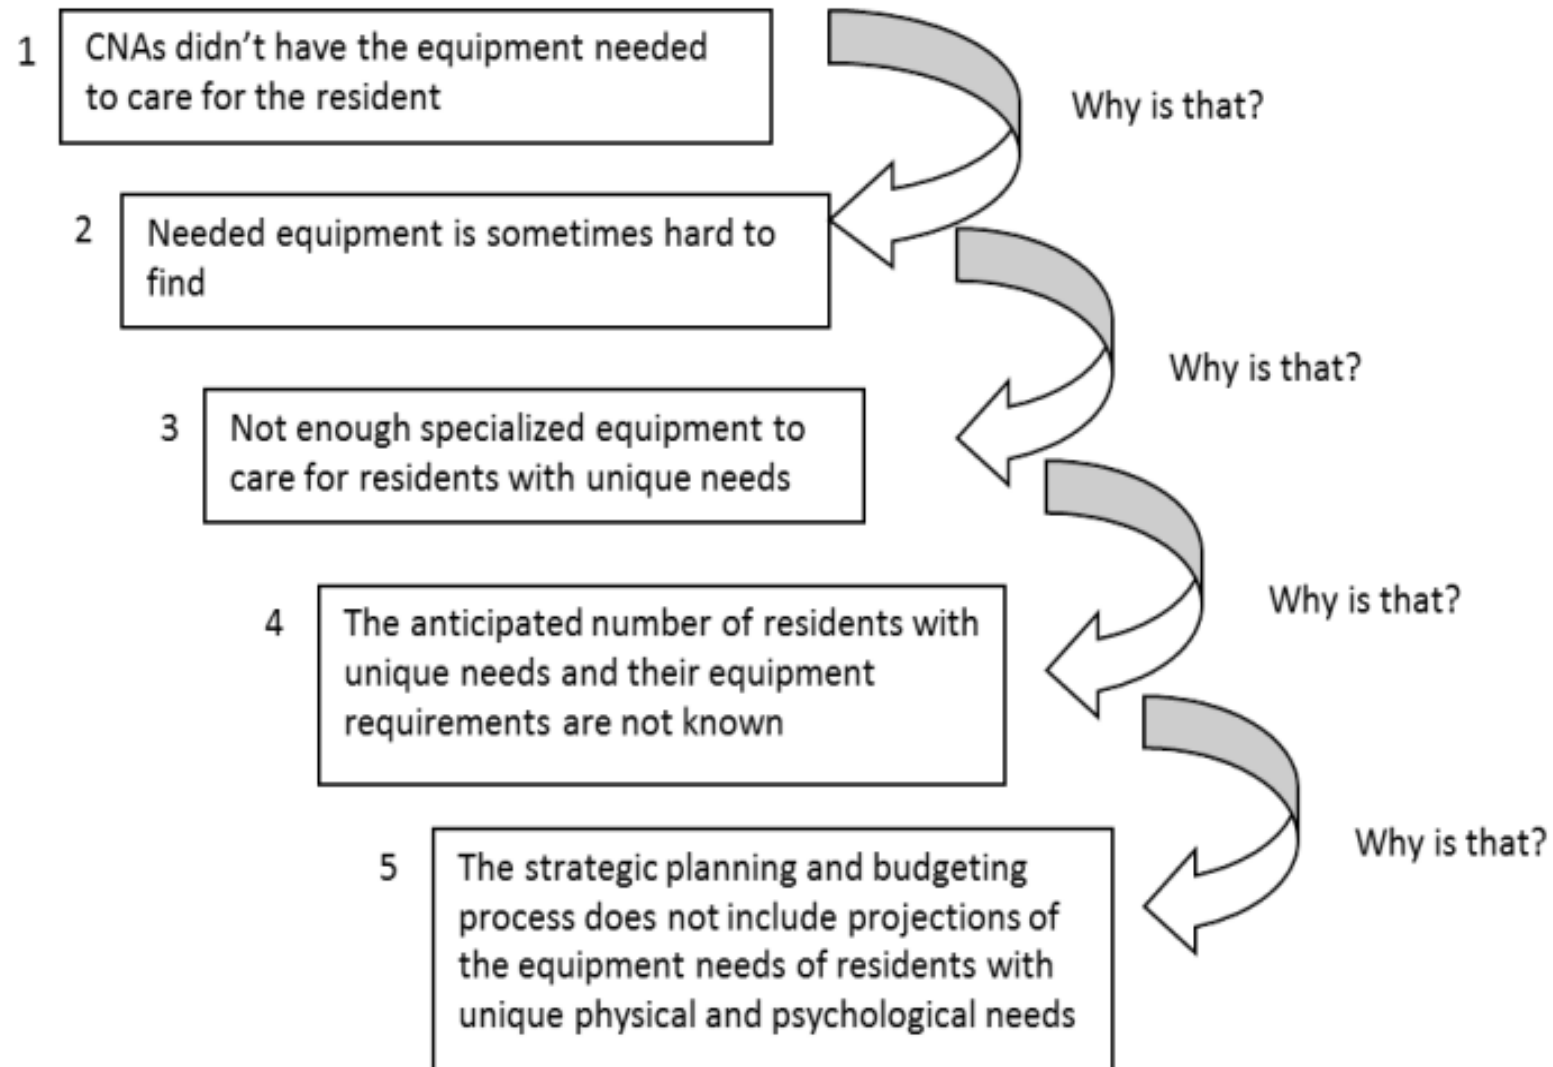 1
CNAs didn’t have the equipment needed
to care for the resident
Why is that?
2
Needed equipment is sometimes hard to
find
Why is that?
3
Not enough specialized equipment to
care for residents with unique needs
Why is that?
4
The anticipated number of residents with
unique needs and their equipment
requirements are not known
Why is that?
5
The strategic planning and budgeting
process does not include projections of
the equipment needs of residents with
unique physical and psychological needs